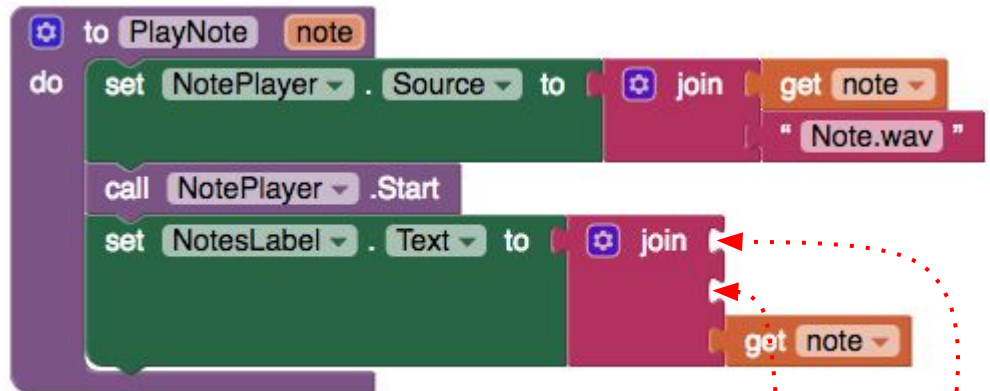 to PlayNote note
do set NotePlayer . Source to join get note
" Note.wav "
call NotePlayer .Start
set NotesLabel . Text to join
get note